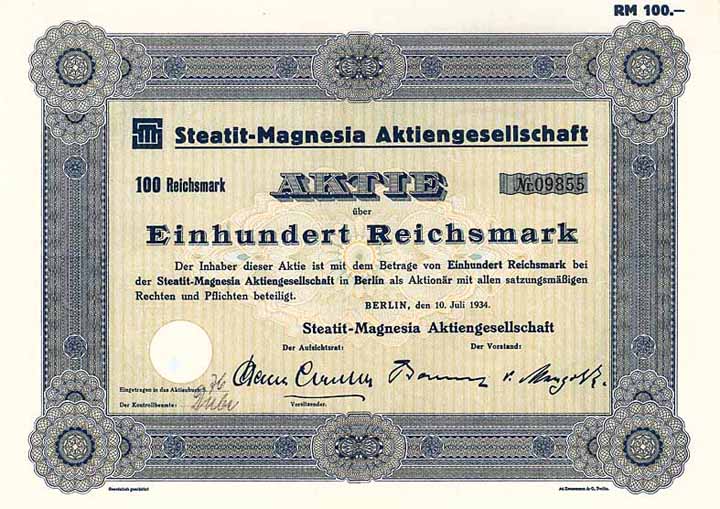 RM 100.—
Steatit-Magnesia Aktiengesellschaft
100 Reichsmark
AKTIE
Nr. 09855
über
Einhundert Reichsmark
Der Inhaber dieser Aktie ist mit dem Betrage von Einhundert Reichsmark bei
der Steatit-Magnesia Aktiengesellschaft in Berlin als Aktionär mit allen satzungsmäßigen
Rechten und Pflichten beteiligt.
BERLIN, den 10. Juli 1934.
Steatit-Magnesia Aktiengesellschaft
Der Aufsichtsrat:
Der Vorstand:
Eingetragen in das Aktienbuch S. 76
Der Kontrollbeamte:
Vorsitzender.
Gesetzlich geschützt